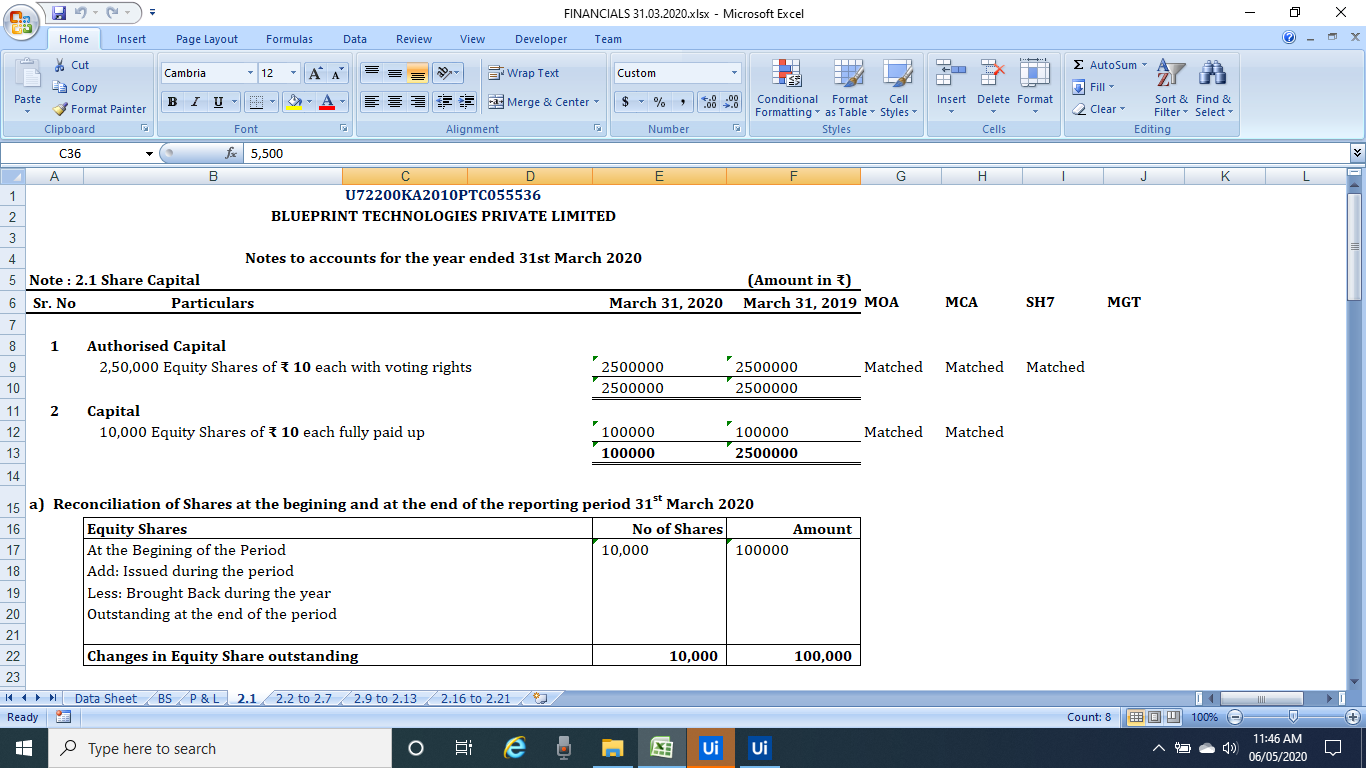 FINANCIALS 31.03.2020.xlsx - Microsoft Excel
Home Insert Page Layout Formulas Data Review View Developer Team
Paste Cut Copy Format Painter Clipboard
Cambria 12 A A B I U A Font
Wrap Text Merge & Center Alignment
Custom $ % , .0 .00 .00 .0 Number
Conditional Formatting Format as Table Cell Styles Styles
Insert Delete Format Cells
Σ AutoSum Fill Clear Sort & Filter Find & Select Editing
C36 fx 5,500
A B C D E F G H I J K L
1 U72200KA2010PTC055536
2 BLUEPRINT TECHNOLOGIES PRIVATE LIMITED
3
4 Notes to accounts for the year ended 31st March 2020
5 Note : 2.1 Share Capital (Amount in ₹)
6 Sr. No Particulars March 31, 2020 March 31, 2019 MOA MCA SH7 MGT
7
8 1 Authorised Capital
9 2,50,000 Equity Shares of ₹ 10 each with voting rights 2500000 2500000 Matched Matched Matched
10 2500000 2500000
11 2 Capital
12 10,000 Equity Shares of ₹ 10 each fully paid up 100000 100000 Matched Matched
13 100000 2500000
14
15 a) Reconciliation of Shares at the begining and at the end of the reporting period 31st March 2020
16 Equity Shares No of Shares Amount
17 At the Begining of the Period 10,000 100000
18 Add: Issued during the period
19 Less: Brought Back during the year
20 Outstanding at the end of the period
21
22 Changes in Equity Share outstanding 10,000 100,000
23
Data Sheet BS P & L 2.1 2.2 to 2.7 2.9 to 2.13 2.16 to 2.21
Ready Count: 8 100%
Type here to search Ui Ui 11:46 AM
06/05/2020